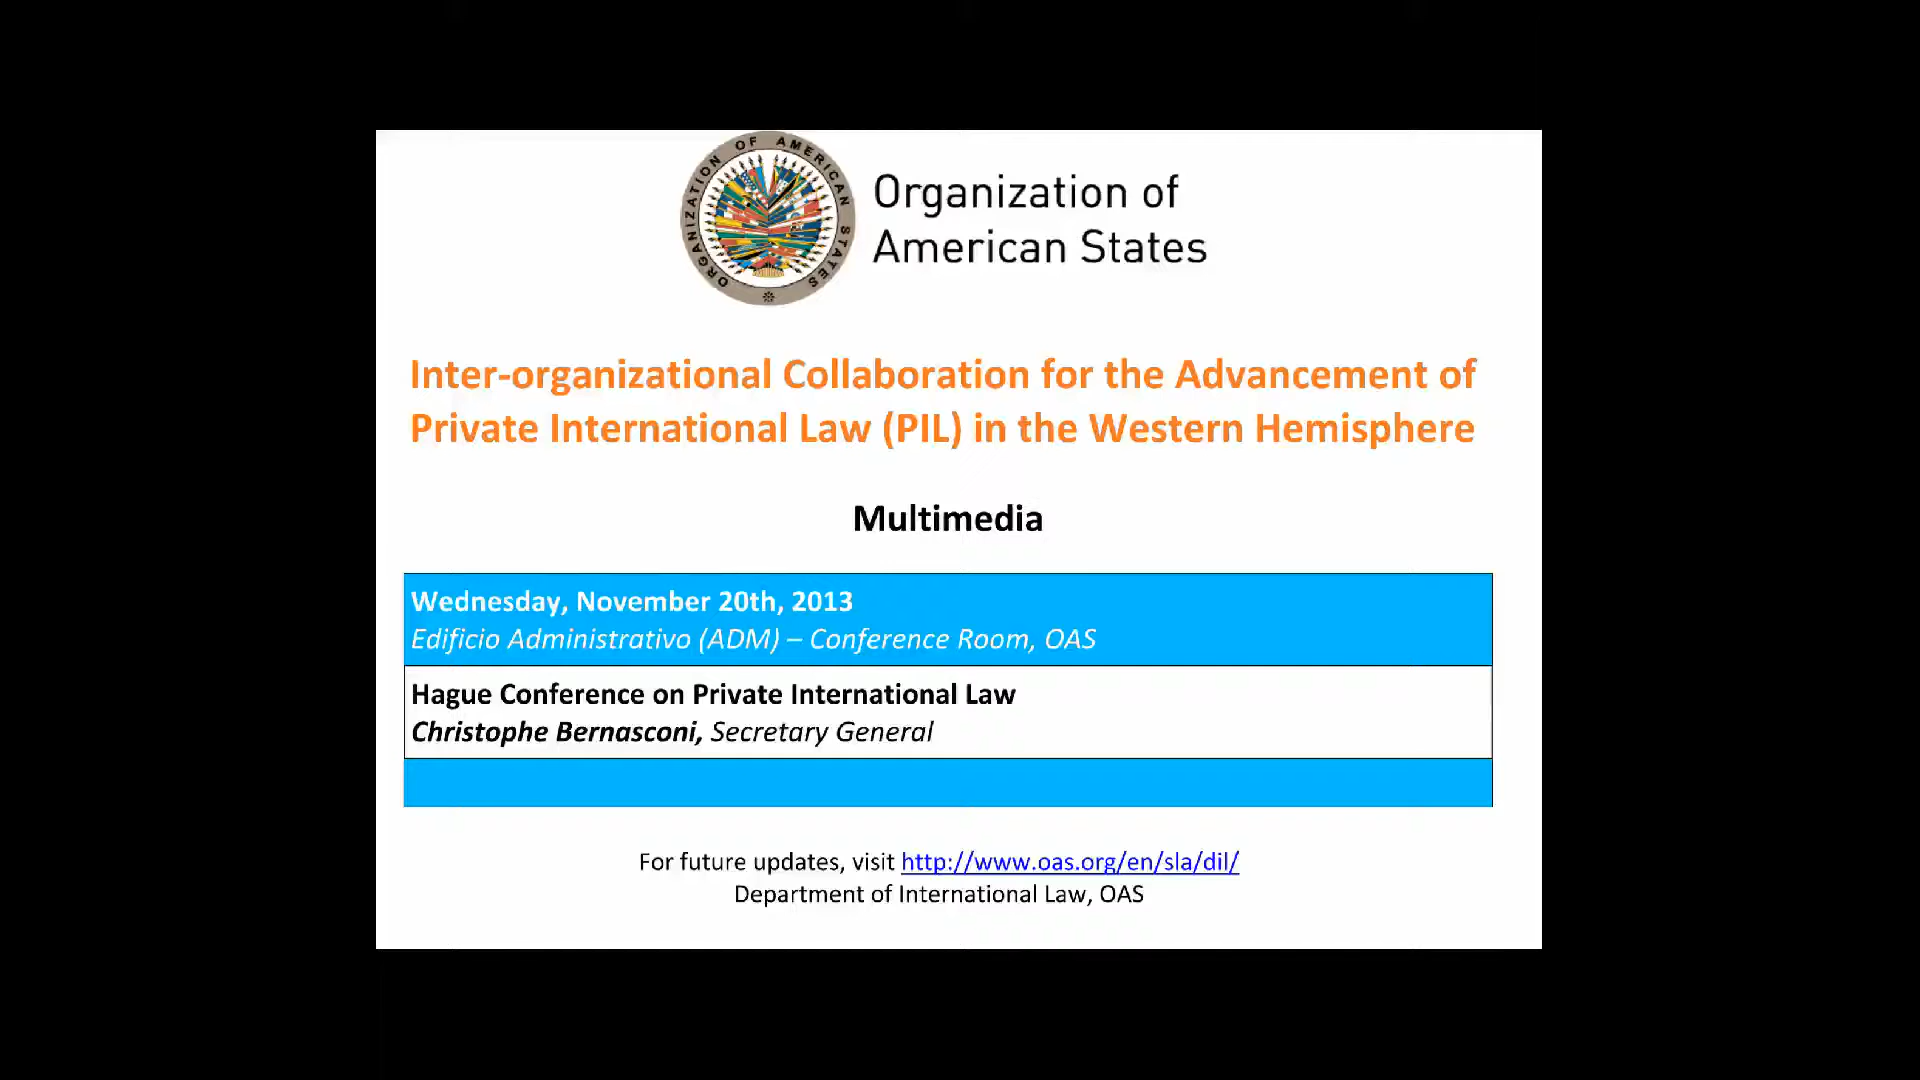 ORGANIZATION OF AMERICAN STATES
Organization of
American States
Inter-organizational Collaboration for the Advancement of
Private International Law (PIL) in the Western Hemisphere
Multimedia
Wednesday, November 20th, 2013
Edificio Administrativo (ADM) – Conference Room, OAS
Hague Conference on Private International Law
Christophe Bernasconi, Secretary General
For future updates, visit http://www.oas.org/en/sla/dil/
Department of International Law, OAS